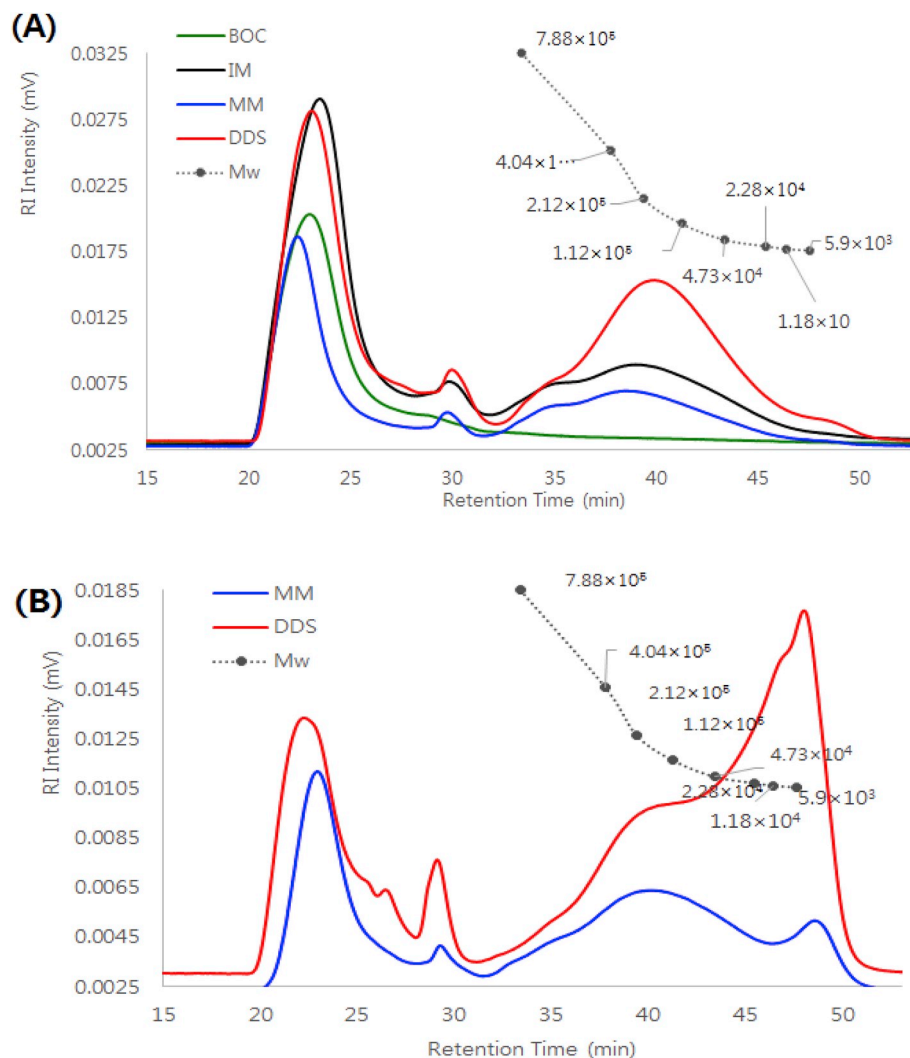 (A)
BOC
IM
MM
DDS
Mw
7.88×10⁵
4.04×1···
2.12×10⁵
1.12×10⁵
4.73×10⁴
2.28×10⁴
1.18×10
5.9×10³
RI Intensity (mV)
0.0325
0.0275
0.0225
0.0175
0.0125
0.0075
0.0025
15 20 25 30 35 40 45 50
Retention Time (min)
(B)
MM
DDS
Mw
7.88×10⁵
4.04×10⁵
2.12×10⁵
1.12×10⁵
4.73×10⁴
2.28×10⁴
1.18×10⁴
5.9×10³
RI Intensity (mV)
0.0185
0.0165
0.0145
0.0125
0.0105
0.0085
0.0065
0.0045
0.0025
15 20 25 30 35 40 45 50
Retention Time (min)